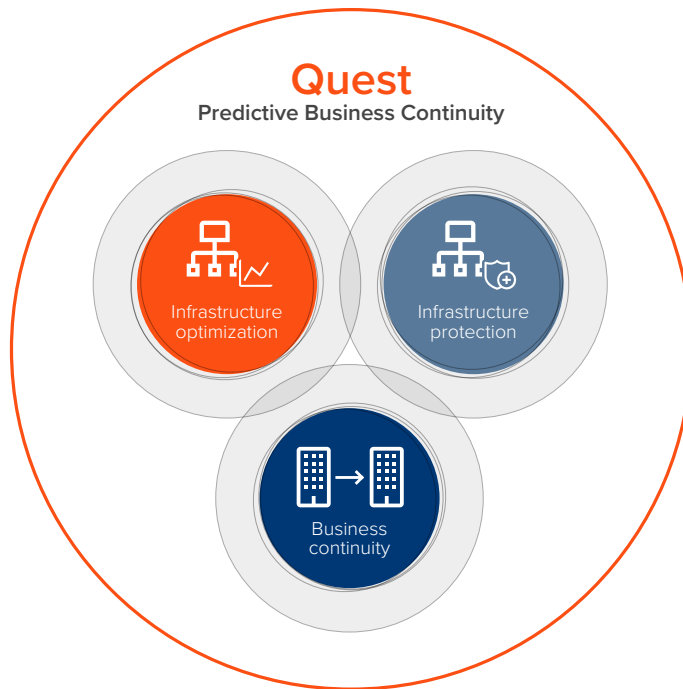 Quest
Predictive Business Continuity
Infrastructure
optimization
Infrastructure
protection
Business
continuity